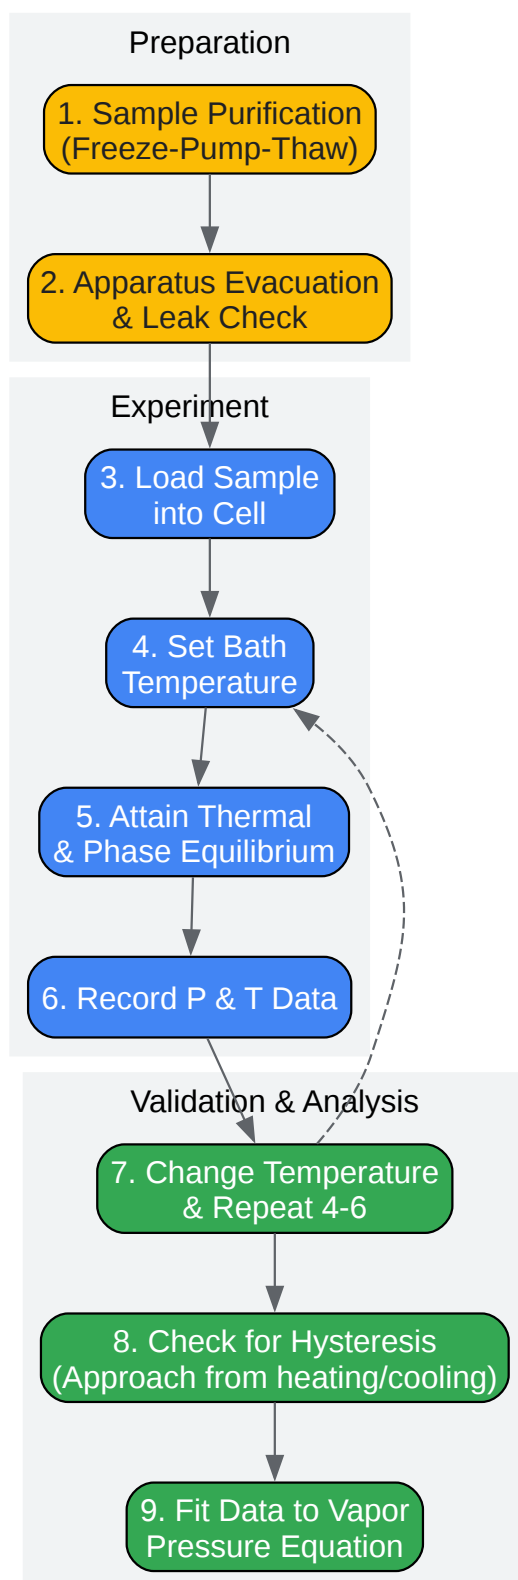 Preparation
1. Sample Purification
(Freeze-Pump-Thaw)
2. Apparatus Evacuation
& Leak Check
Experiment
3. Load Sample
into Cell
4. Set Bath
Temperature
5. Attain Thermal
& Phase Equilibrium
6. Record P & T Data
Validation & Analysis
7. Change Temperature
& Repeat 4-6
8. Check for Hysteresis
(Approach from heating/cooling)
9. Fit Data to Vapor
Pressure Equation